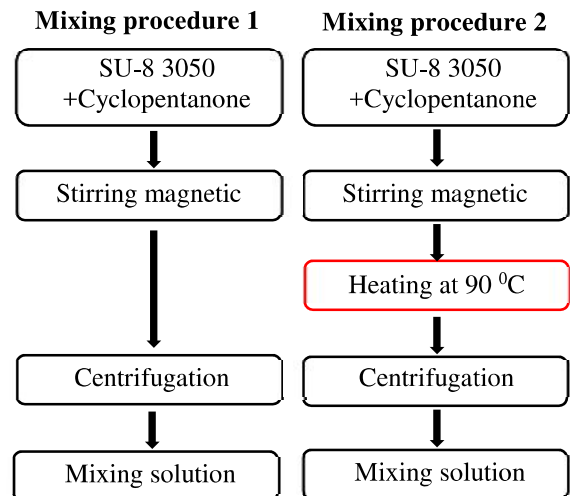 Mixing procedure 1
SU-8 3050
+Cyclopentanone
Stirring magnetic
Centrifugation
Mixing solution
Mixing procedure 2
SU-8 3050
+Cyclopentanone
Stirring magnetic
Heating at 90 ⁰C
Centrifugation
Mixing solution